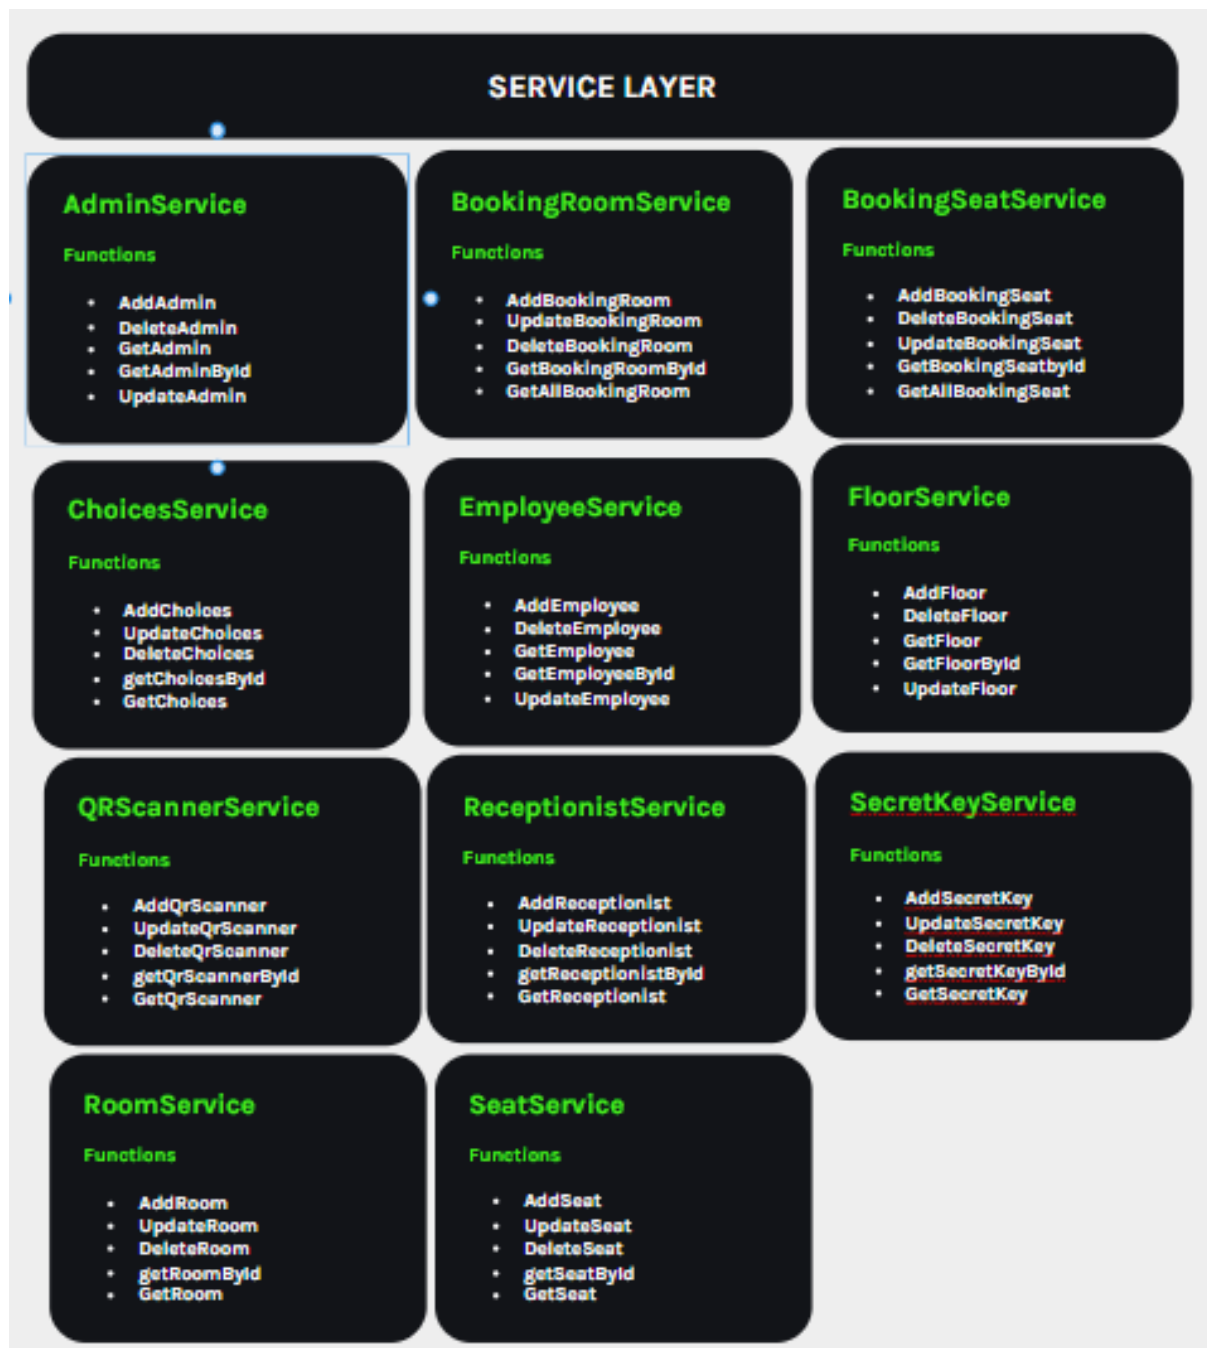 SERVICE LAYER
AdminService
Functions
• AddAdmin
• DeleteAdmin
• GetAdmin
• GetAdminById
• UpdateAdmin
BookingRoomService
Functions
• AddBookingRoom
• UpdateBookingRoom
• DeleteBookingRoom
• GetBookingRoomById
• GetAllBookingRoom
BookingSeatService
Functions
• AddBookingSeat
• DeleteBookingSeat
• UpdateBookingSeat
• GetBookingSeatbyId
• GetAllBookingSeat
ChoicesService
Functions
• AddChoices
• UpdateChoices
• DeleteChoices
• getChoicesById
• GetChoices
EmployeeService
Functions
• AddEmployee
• DeleteEmployee
• GetEmployee
• GetEmployeeById
• UpdateEmployee
FloorService
Functions
• AddFloor
• DeleteFloor
• GetFloor
• GetFloorById
• UpdateFloor
QRScannerService
Functions
• AddQrScanner
• UpdateQrScanner
• DeleteQrScanner
• getQrScannerById
• GetQrScanner
ReceptionistService
Functions
• AddReceptionist
• UpdateReceptionist
• DeleteReceptionist
• getReceptionistById
• GetReceptionist
SecretKeyService
Functions
• AddSecretKey
• UpdateSecretKey
• DeleteSecretKey
• getSecretKeyById
• GetSecretKey
RoomService
Functions
• AddRoom
• UpdateRoom
• DeleteRoom
• getRoomById
• GetRoom
SeatService
Functions
• AddSeat
• UpdateSeat
• DeleteSeat
• getSeatById
• GetSeat